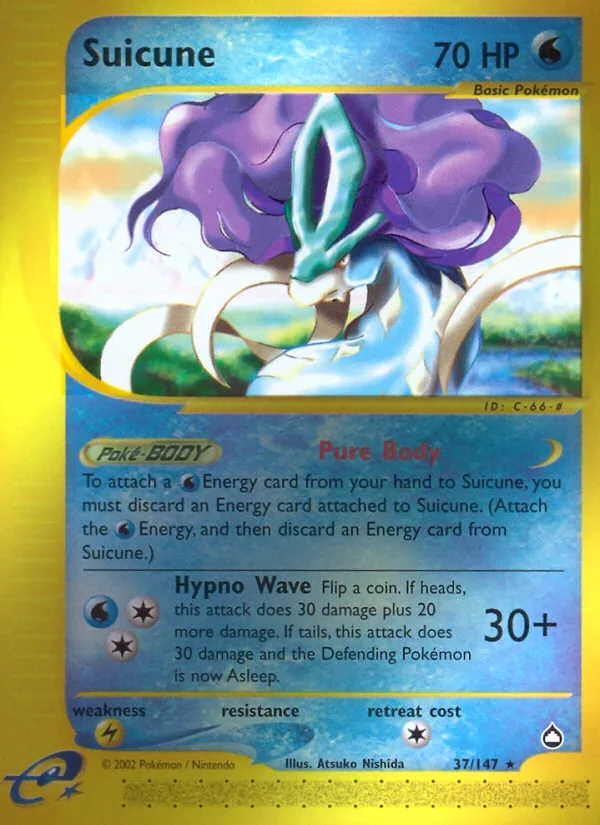 Suicune
70 HP
Basic Pokémon
ID: C-66-#
Poké-BODY
Pure Body
To attach a Energy card from your hand to Suicune, you
must discard an Energy card attached to Suicune. (Attach
the Energy, and then discard an Energy card from
Suicune.)
Hypno Wave Flip a coin. If heads,
this attack does 30 damage plus 20
more damage. If tails, this attack does
30 damage and the Defending Pokémon
is now Asleep.
30+
weakness
resistance
retreat cost
© 2002 Pokémon / Nintendo
Illus. Atsuko Nishida
37/147 ★
e